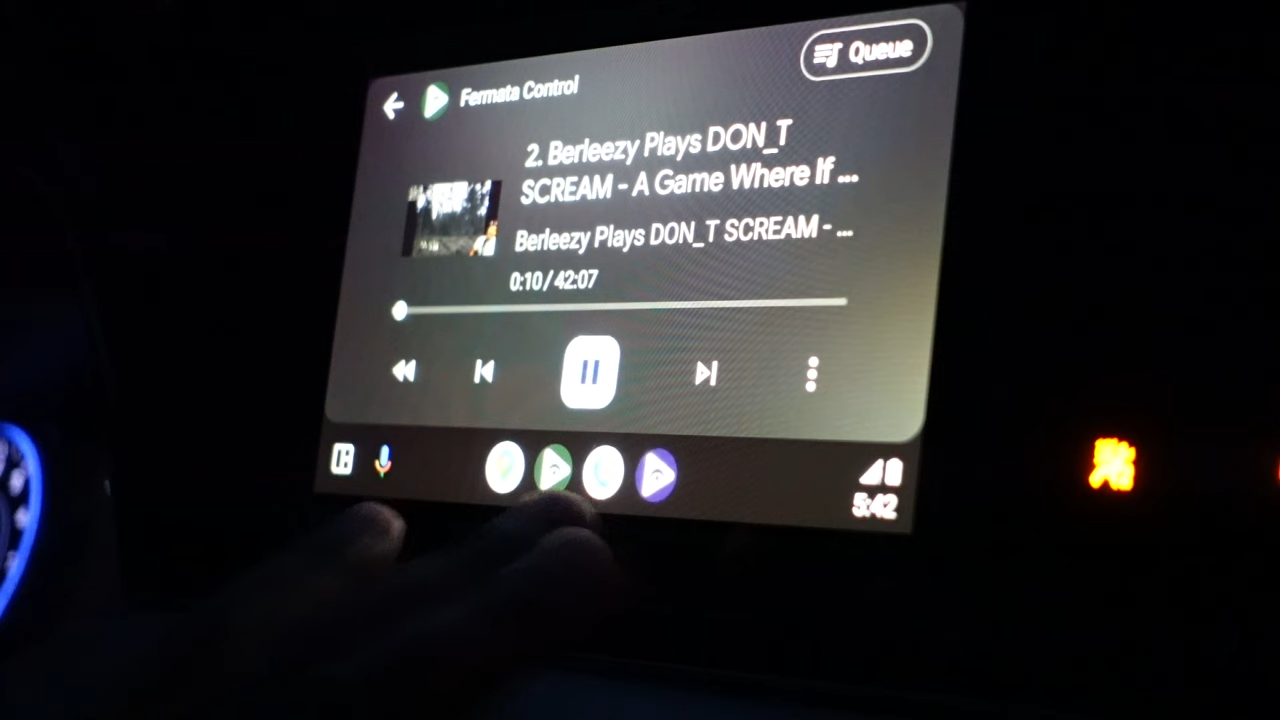 Queue
Fermata Control
2. Berleezy Plays DON_T
SCREAM - A Game Where If ...
Berleezy Plays DON_T SCREAM - ...
0:10 / 42:07
5:42